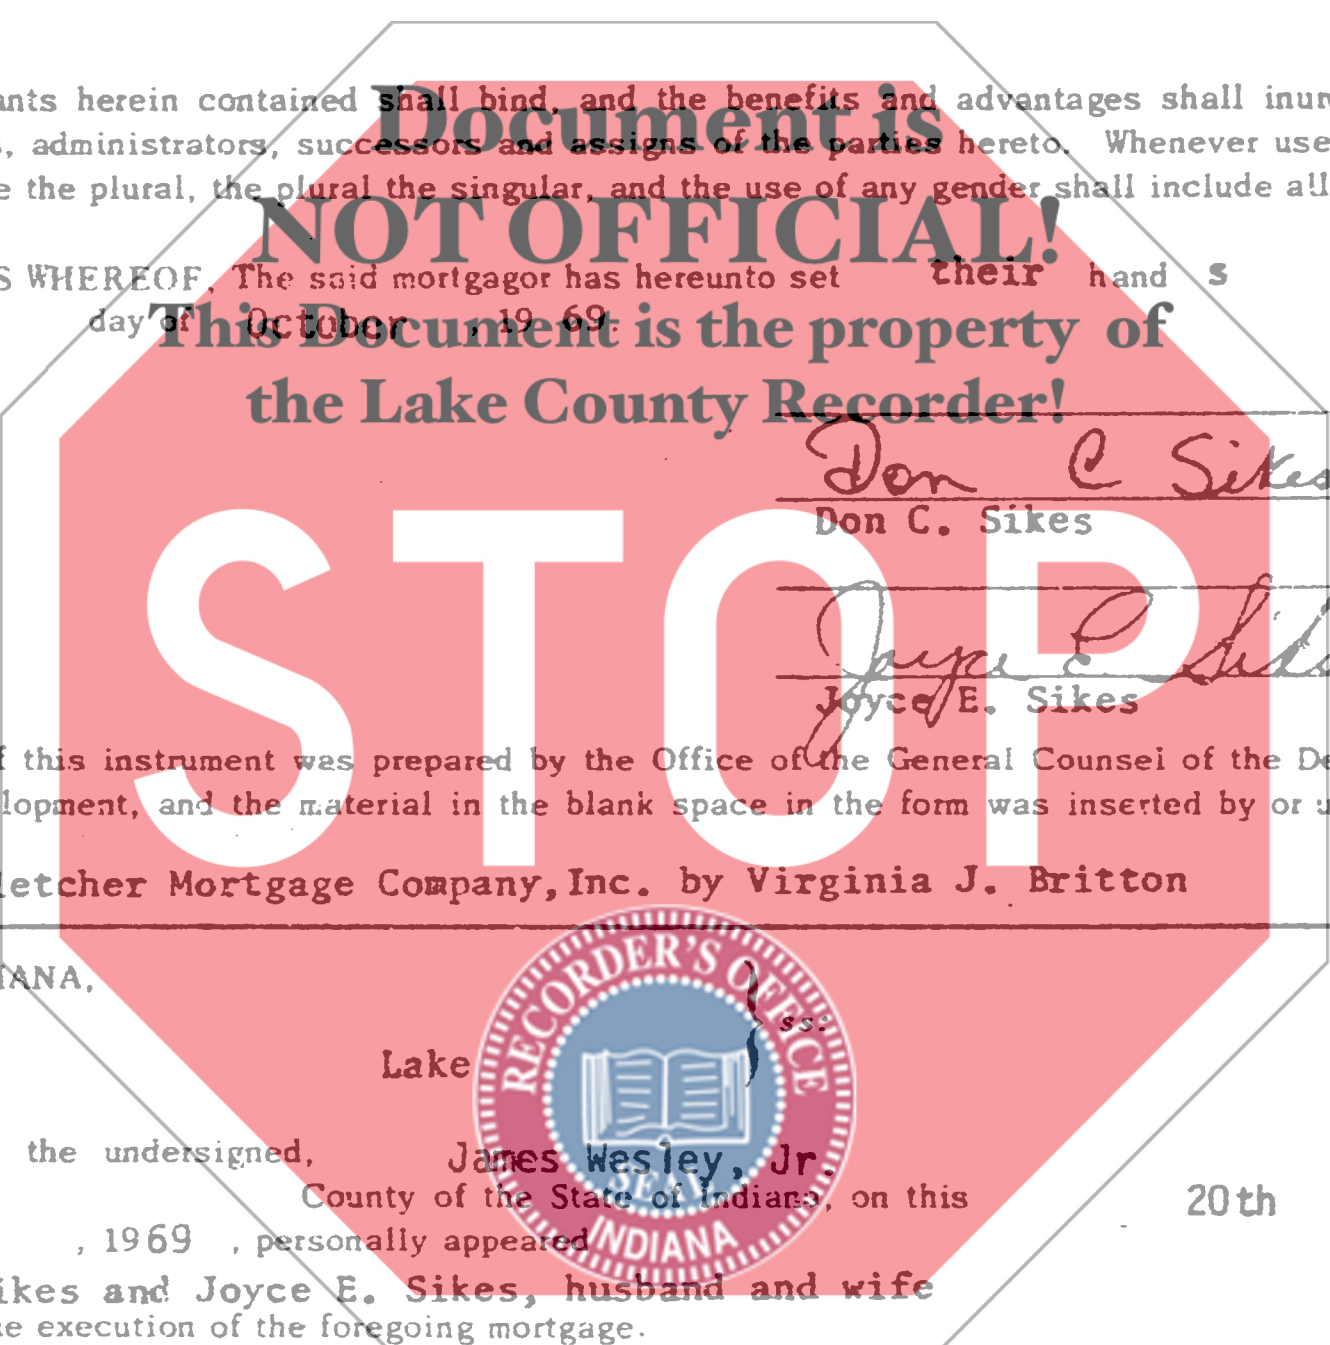 ants herein contained shall bind, and the benefits and advantages shall inur
s, administrators, successors and assigns of the parties hereto. Whenever use
e the plural, the plural the singular, and the use of any gender shall include all
S WHEREOF, The said mortgagor has hereunto set their hand s
day of October , 19 69.
Document is
NOT OFFICIAL!
This Document is the property of
the Lake County Recorder!
Don C Sikes
Don C. Sikes
Joyce E Sikes
Joyce E. Sikes
STOP
f this instrument was prepared by the Office of the General Counsel of the De
lopment, and the material in the blank space in the form was inserted by or u
letcher Mortgage Company, Inc. by Virginia J. Britton
IANA,
ss:
Lake
RECORDER'S OFFICE
SEAL
INDIANA
the undersigned, James Wesley, Jr.
County of the State of Indiana, on this 20th
, 1969 , personally appeared
ikes and Joyce E. Sikes, husband and wife
e execution of the foregoing mortgage.